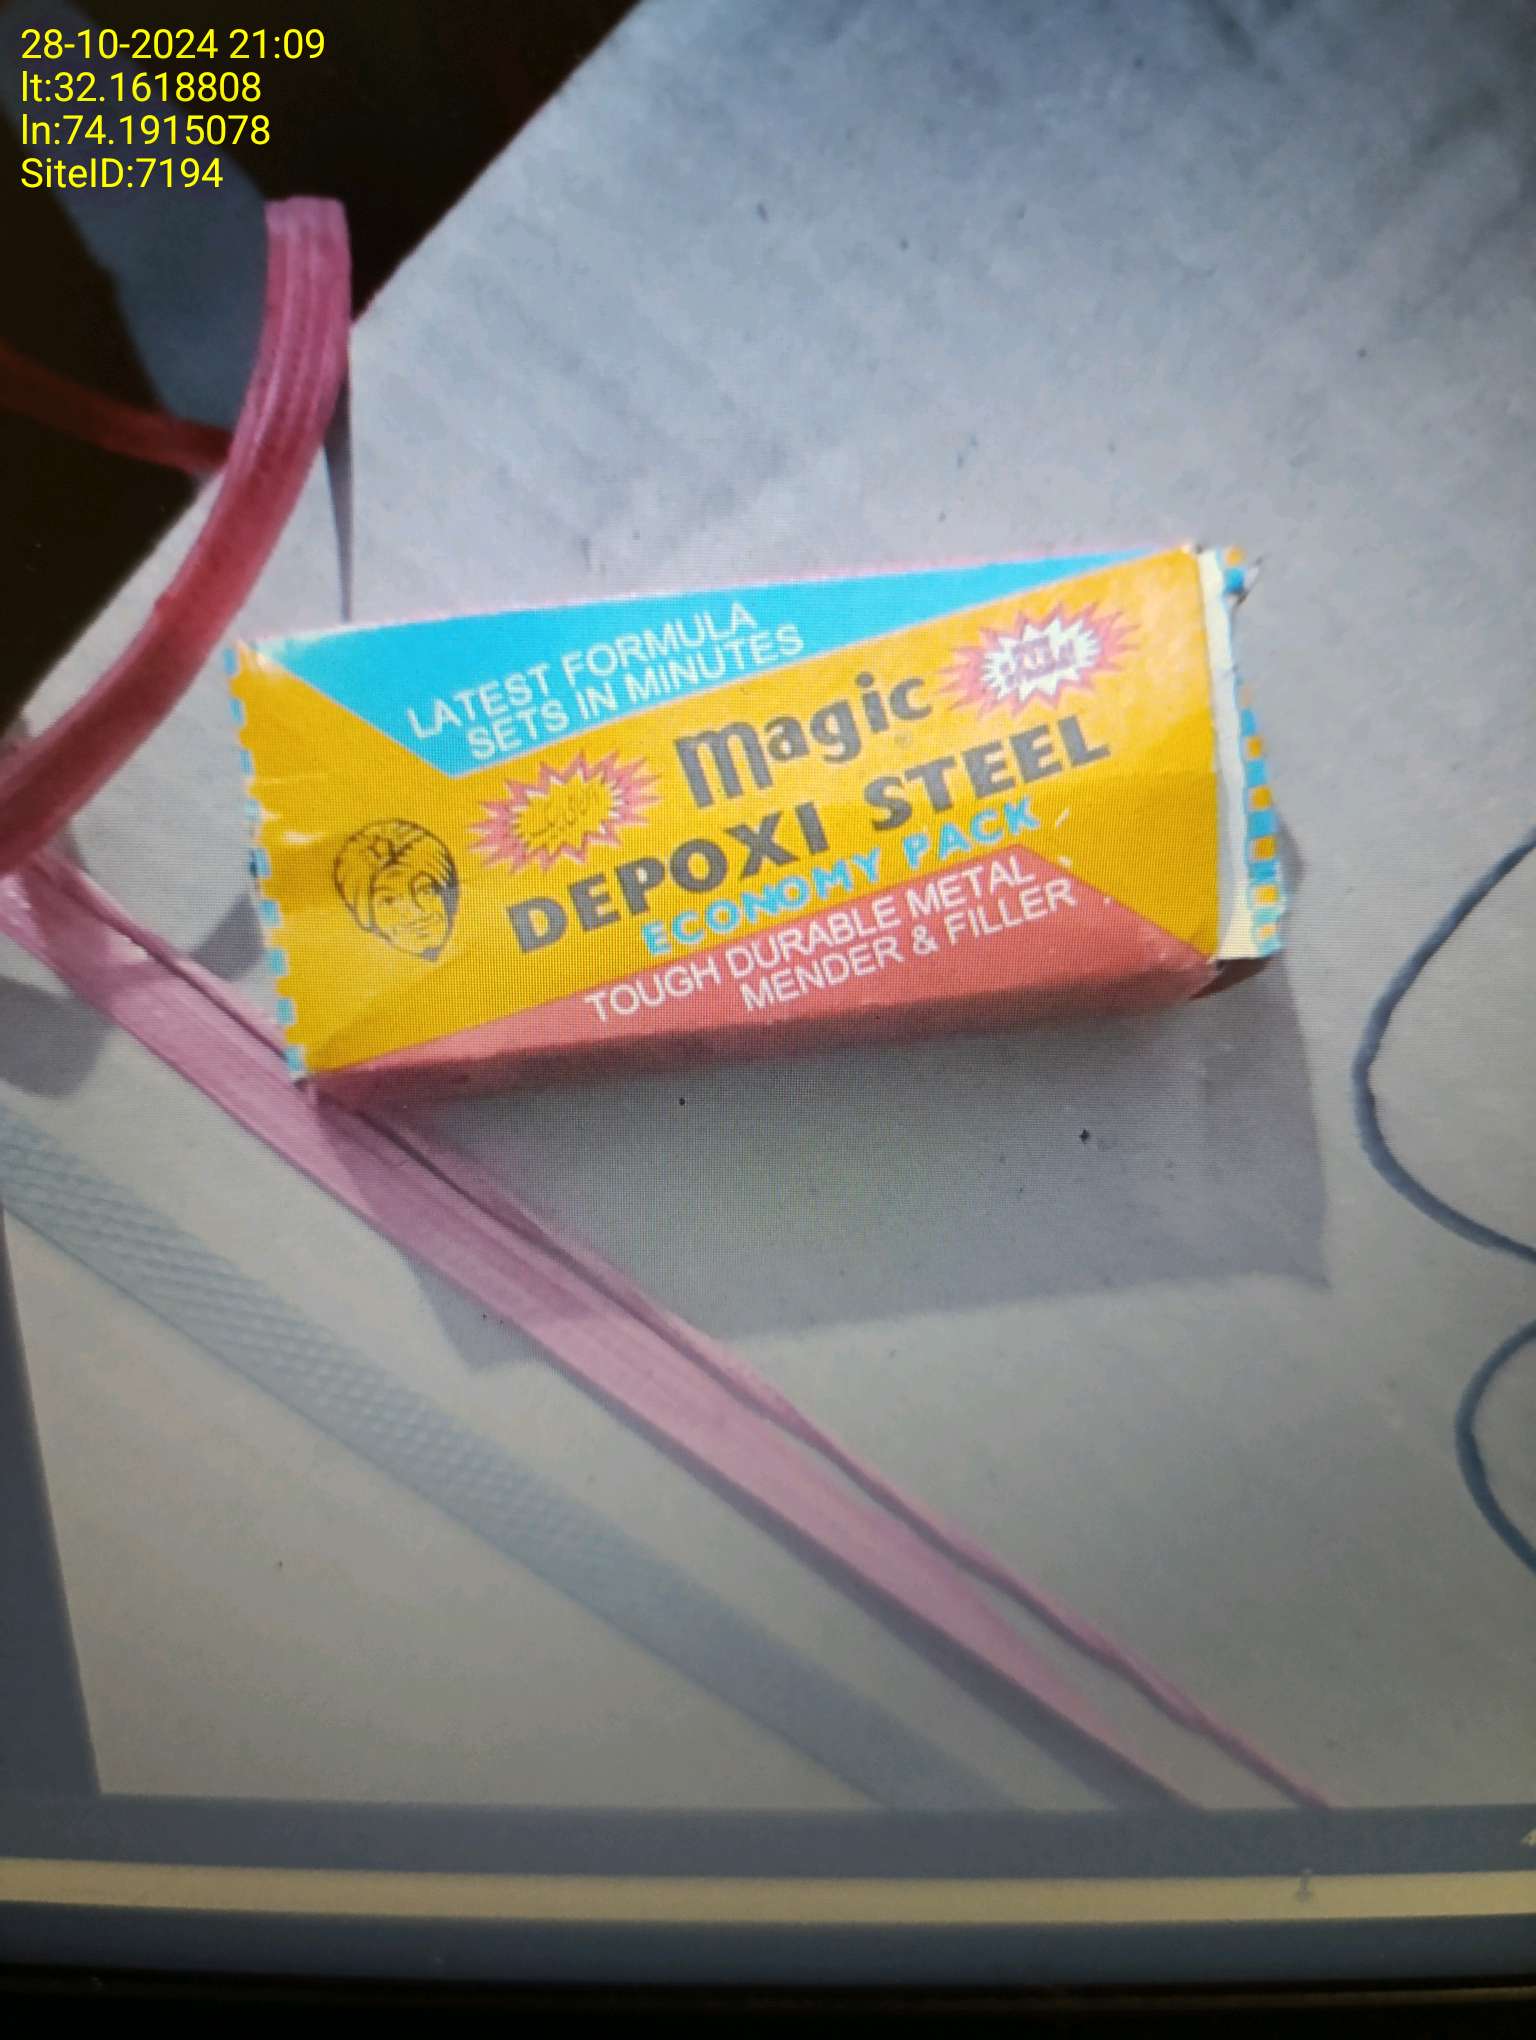 28-10-2024 21:09
lt:32.1618808
ln:74.1915078
SiteID:7194
LATEST FORMULA
SETS IN MINUTES
Magic
DEPOXI STEEL
ECONOMY PACK
TOUGH DURABLE METAL
MENDER & FILLER